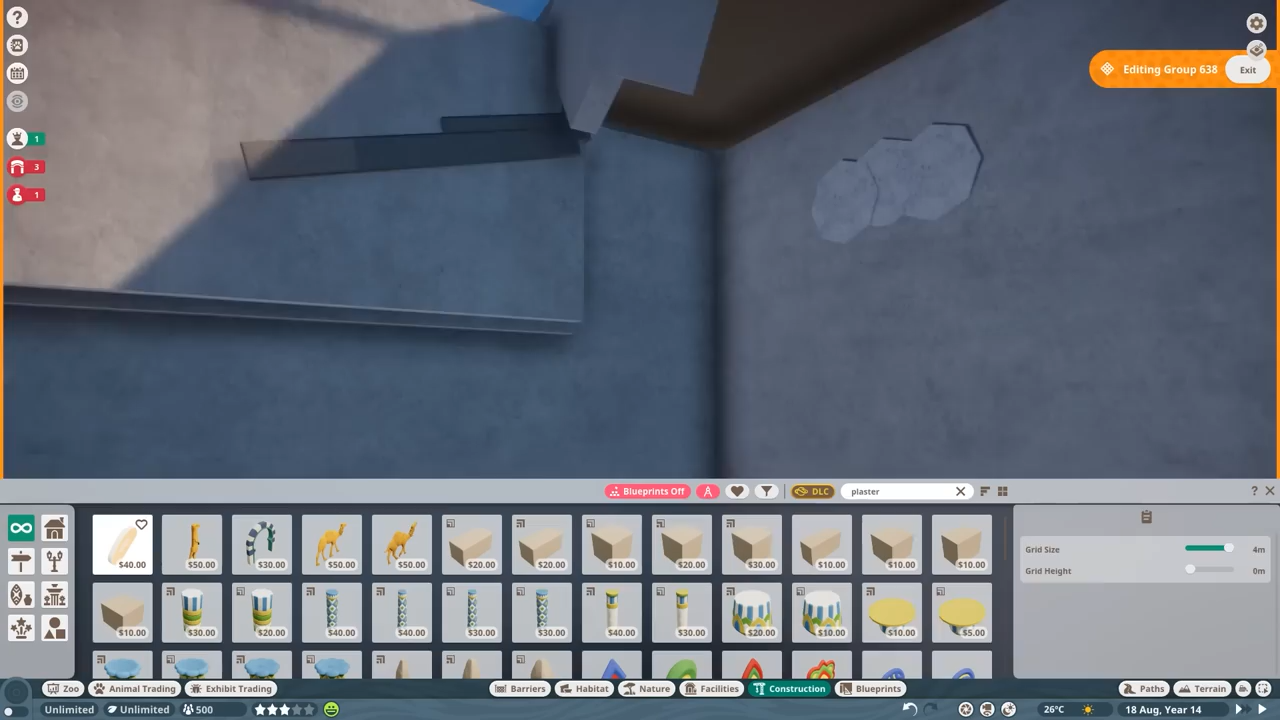 ?
Editing Group 638
Exit
1
3
1
Blueprints Off
DLC
plaster
?
$40.00
$50.00
$30.00
$50.00
$50.00
$20.00
$20.00
$10.00
$20.00
$30.00
$10.00
$10.00
$10.00
Grid Size
4m
Grid Height
0m
$10.00
$30.00
$20.00
$40.00
$40.00
$30.00
$30.00
$40.00
$30.00
$20.00
$10.00
$10.00
$5.00
Zoo
Animal Trading
Exhibit Trading
Barriers
Habitat
Nature
Facilities
Construction
Blueprints
Paths
Terrain
Unlimited
Unlimited
500
26°C
18 Aug, Year 14